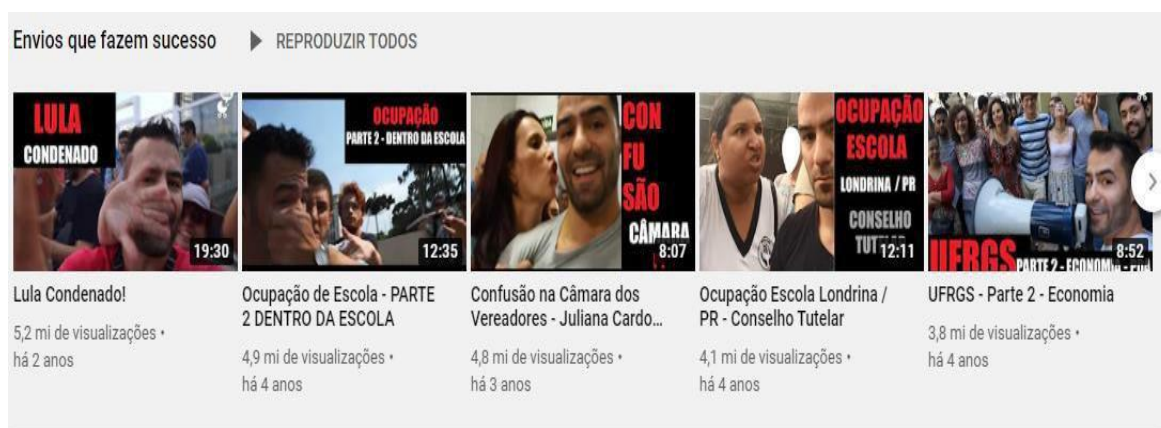 Envios que fazem sucesso
REPRODUZIR TODOS
LULA
CONDENADO
19:30
OCUPAÇÃO
PARTE 2 - DENTRO DA ESCOLA
12:35
CON
FU
SÃO
CÂMARA
8:07
OCUPAÇÃO
ESCOLA
LONDRINA / PR
CONSELHO
12:11
UFRGS
PARTE 2 - ECONOMIA
8:52
Lula Condenado!
5,2 mi de visualizações •
há 2 anos
Ocupação de Escola - PARTE
2 DENTRO DA ESCOLA
4,9 mi de visualizações •
há 4 anos
Confusão na Câmara dos
Vereadores - Juliana Cardo...
4,8 mi de visualizações •
há 3 anos
Ocupação Escola Londrina /
PR - Conselho Tutelar
4,1 mi de visualizações •
há 4 anos
UFRGS - Parte 2 - Economia
3,8 mi de visualizações •
há 4 anos